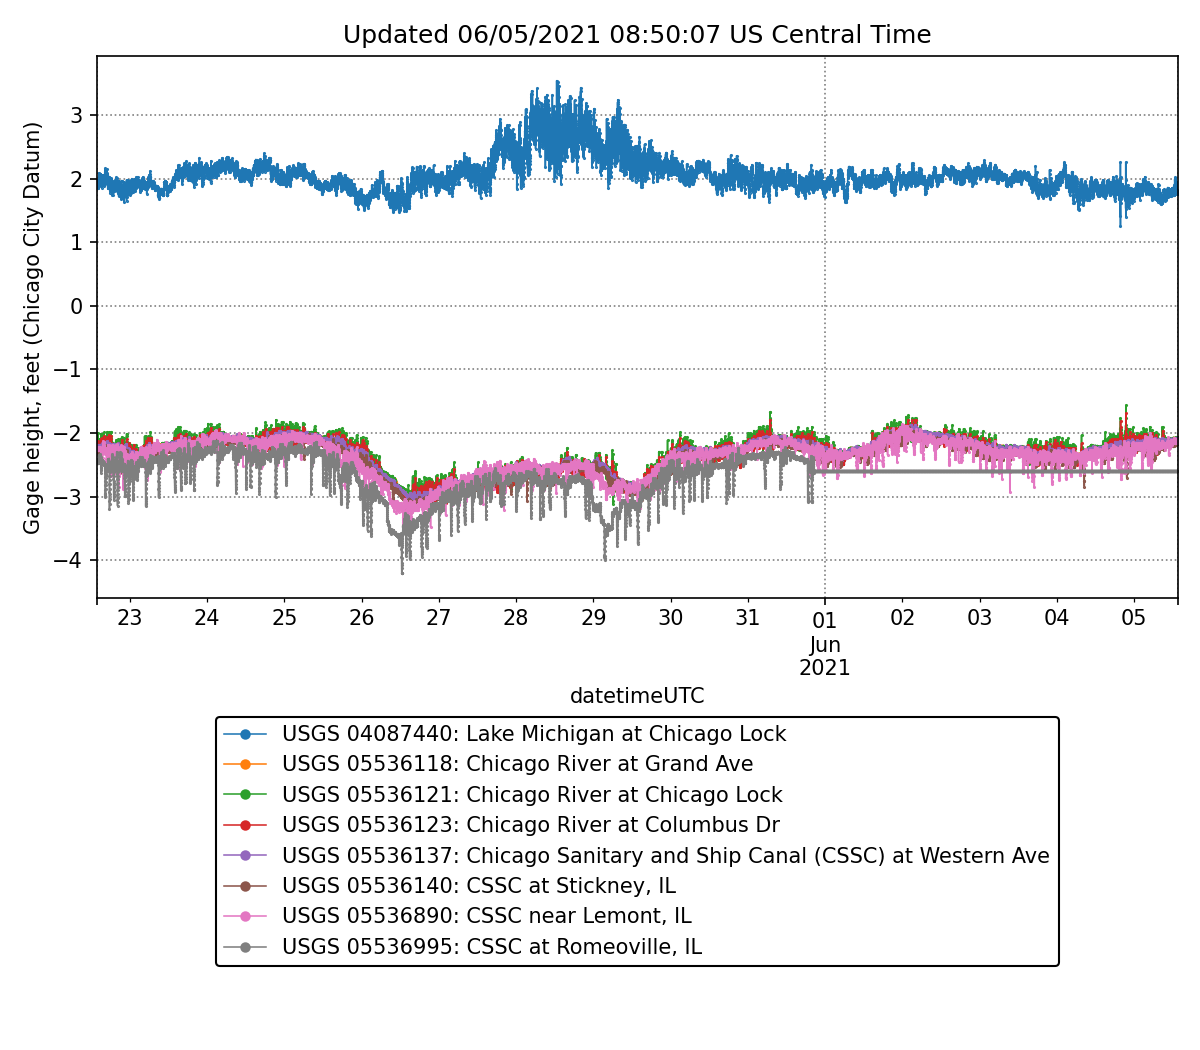 Updated 06/05/2021 08:50:07 US Central Time
Gage height, feet (Chicago City Datum)
3
2
1
0
−1
−2
−3
−4
23 24 25 26 27 28 29 30 31 01 02 03 04 05
Jun
2021
datetimeUTC
USGS 04087440: Lake Michigan at Chicago Lock
USGS 05536118: Chicago River at Grand Ave
USGS 05536121: Chicago River at Chicago Lock
USGS 05536123: Chicago River at Columbus Dr
USGS 05536137: Chicago Sanitary and Ship Canal (CSSC) at Western Ave
USGS 05536140: CSSC at Stickney, IL
USGS 05536890: CSSC near Lemont, IL
USGS 05536995: CSSC at Romeoville, IL